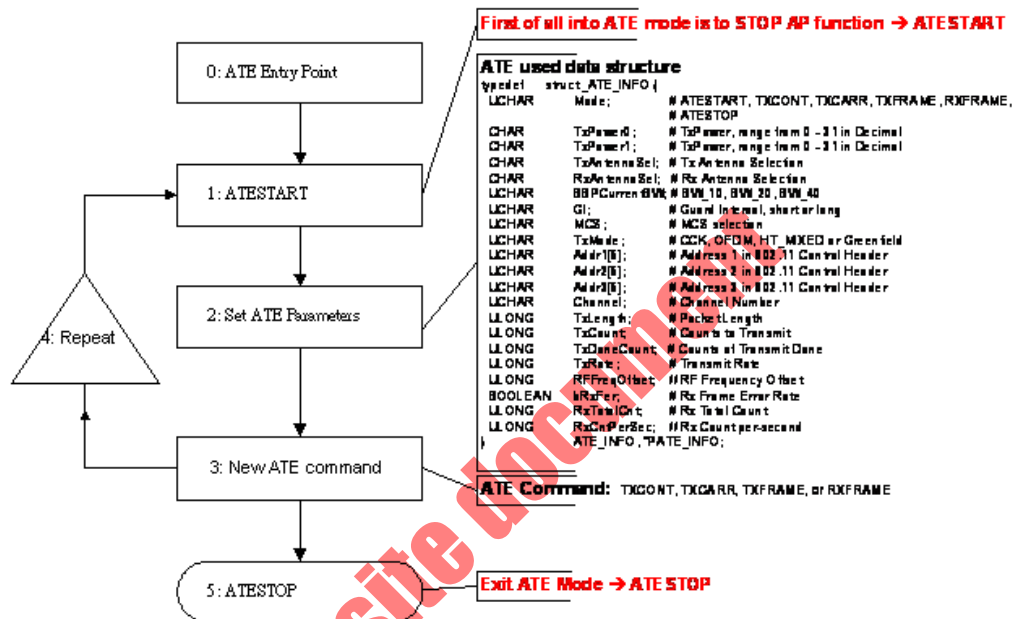 First of all into ATE mode is to STOP AP function → ATESTART
0: ATE Entry Point
ATE used data structure
typedef struct_ATE_INFO {
UCHAR Mode; # ATESTART, TXCONT, TXCARR, TXFRAME, RXFRAME,
# ATESTOP
CHAR TxPower0; # TxPower, range from 0 ~ 31 in Decimal
CHAR TxPower1; # TxPower, range from 0 ~ 31 in Decimal
CHAR TxAntennaSel; # Tx Antenna Selection
CHAR RxAntennaSel; # Rx Antenna Selection
UCHAR BBPCurrentBW; # BW_10, BW_20, BW_40
UCHAR GI; # Guard Interval, short or long
UCHAR MCS; # MCS selection
UCHAR TxMode; # CCK, OFDM, HT_MIXED or Greenfield
UCHAR Addr1[6]; # Address 1 in 802.11 Control Header
UCHAR Addr2[6]; # Address 2 in 802.11 Control Header
UCHAR Addr3[6]; # Address 3 in 802.11 Control Header
UCHAR Channel; # Channel Number
ULONG TxLength; # Packet Length
ULONG TxCount; # Counts to Transmit
ULONG TxDoneCount; # Counts of Transmit Done
ULONG TxRate; # Transmit Rate
ULONG RFFreqOffset; # RF Frequency Offset
BOOLEAN bRxFer; # Rx Frame Error Rate
ULONG RxTotalCnt; # Rx Total Count
ULONG RxCntPerSec; # Rx Count per-second
} ATE_INFO, *PATE_INFO;
1: ATESTART
2: Set ATE Parameters
4: Repeat
3: New ATE command
ATE Command: TXCONT, TXCARR, TXFRAME, or RXFRAME
5: ATESTOP
Exit ATE Mode → ATESTOP
site document